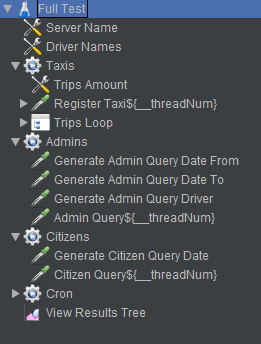 Full Test
Server Name
Driver Names
Taxis
Trips Amount
Register Taxi${__threadNum}
Trips Loop
Admins
Generate Admin Query Date From
Generate Admin Query Date To
Generate Admin Query Driver
Admin Query${__threadNum}
Citizens
Generate Citizen Query Date
Citizen Query${__threadNum}
Cron
View Results Tree